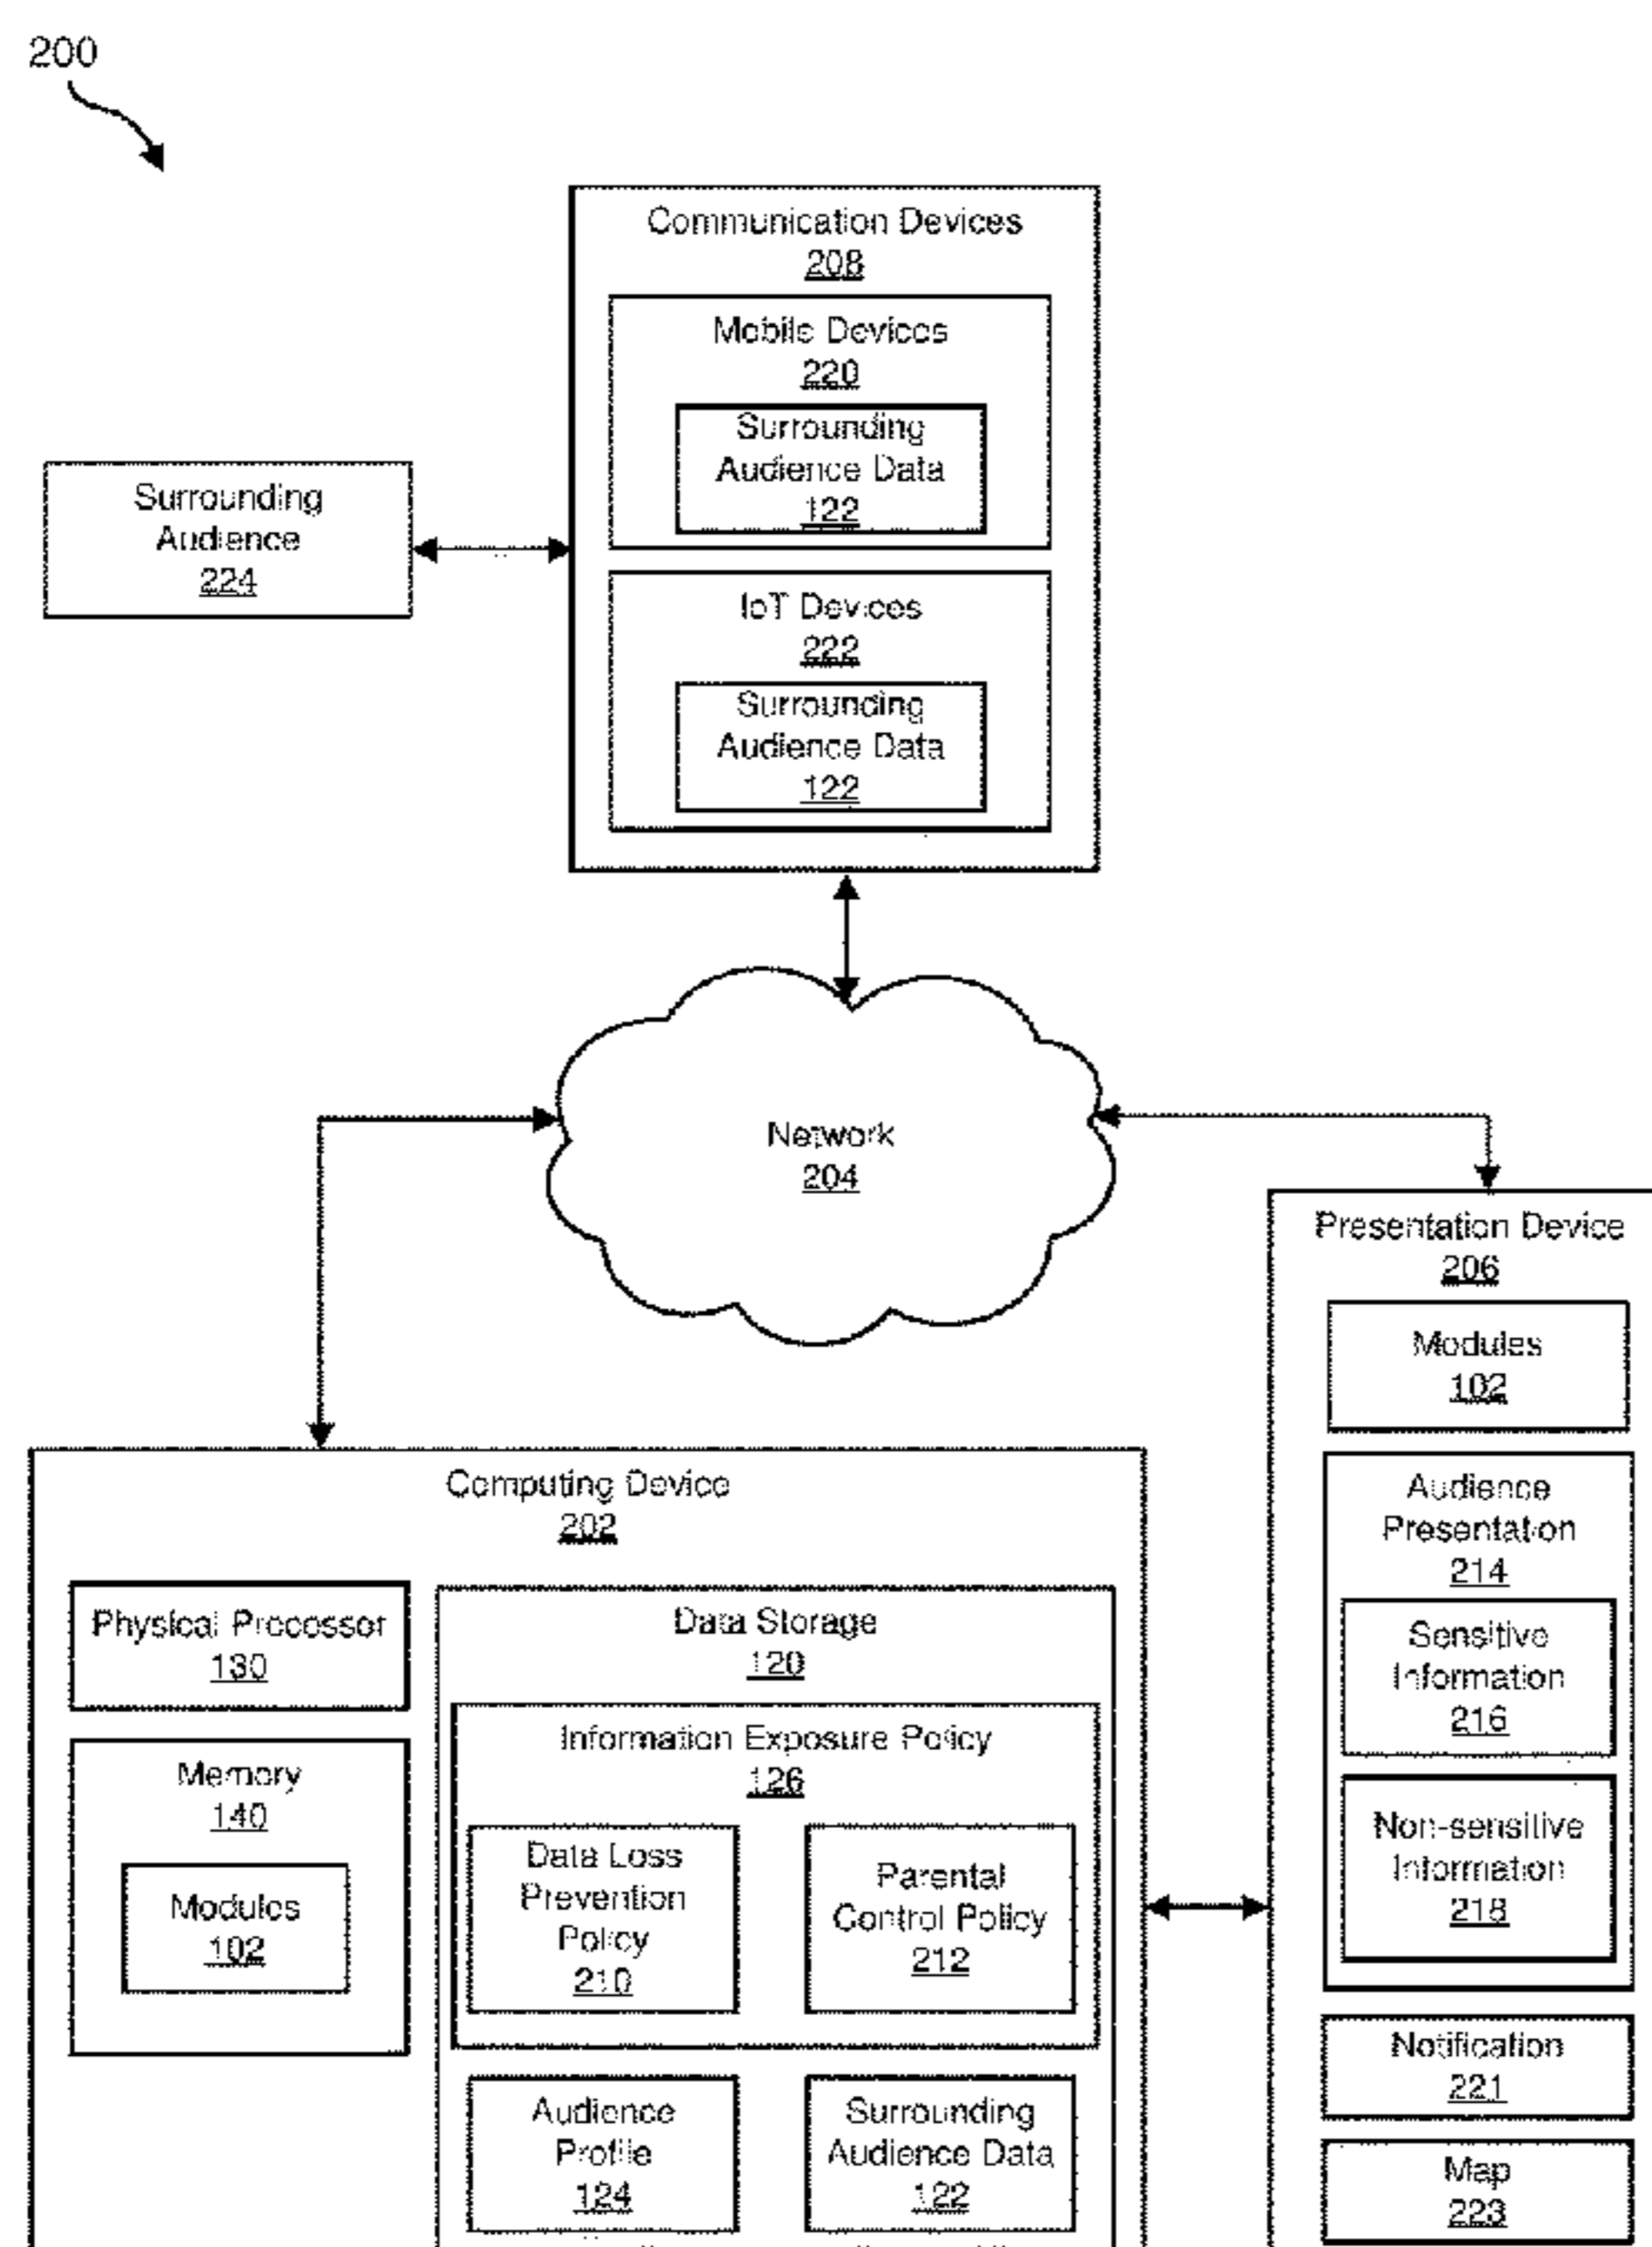 200
Communication Devices
208
Mobile Devices
220
Surrounding
Audience Data
122
Surrounding
Audience
224
IoT Devices
222
Surrounding
Audience Data
122
Network
204
Presentation Device
206
Modules
102
Audience
Presentation
214
Sensitive
Information
216
Non-sensitive
Information
218
Notification
221
Map
223
Computing Device
202
Physical Processor
130
Memory
140
Modules
102
Data Storage
120
Information Exposure Policy
126
Data Loss
Prevention
Policy
210
Parental
Control Policy
212
Audience
Profile
124
Surrounding
Audience Data
122